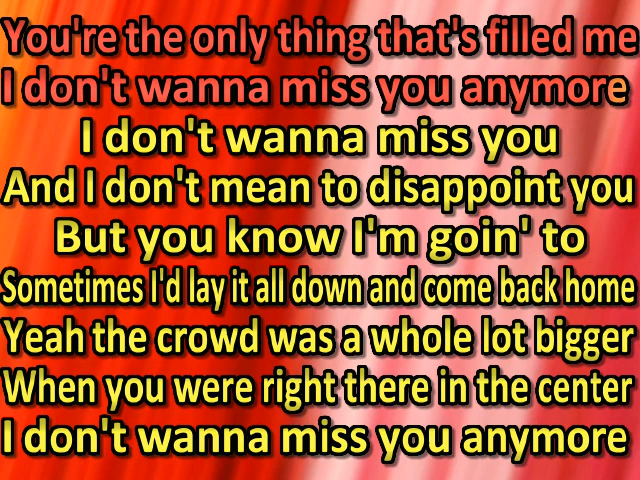 You're the only thing that's filled me
I don't wanna miss you anymore
I don't wanna miss you
And I don't mean to disappoint you
But you know I'm goin' to
Sometimes I'd lay it all down and come back home
Yeah the crowd was a whole lot bigger
When you were right there in the center
I don't wanna miss you anymore